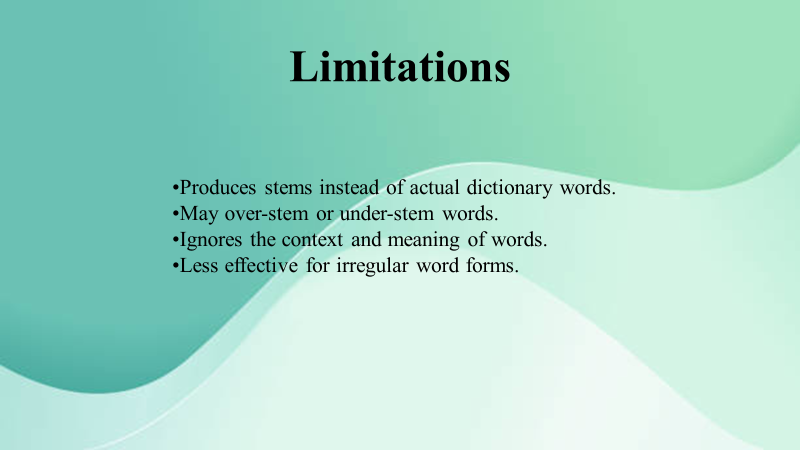 Limitations
•Produces stems instead of actual dictionary words.
•May over-stem or under-stem words.
•Ignores the context and meaning of words.
•Less effective for irregular word forms.